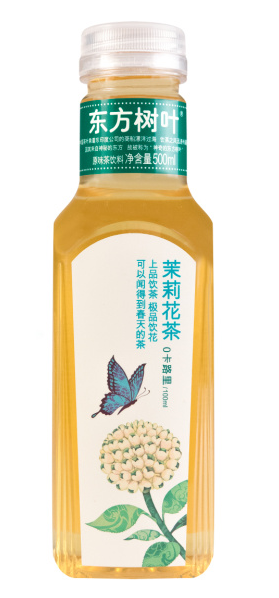 东方树叶
原味茶饮料 净含量500ml
茉莉花茶
0卡路里/100ml
上品饮茶 极品饮花
可以闻得到春天的茶